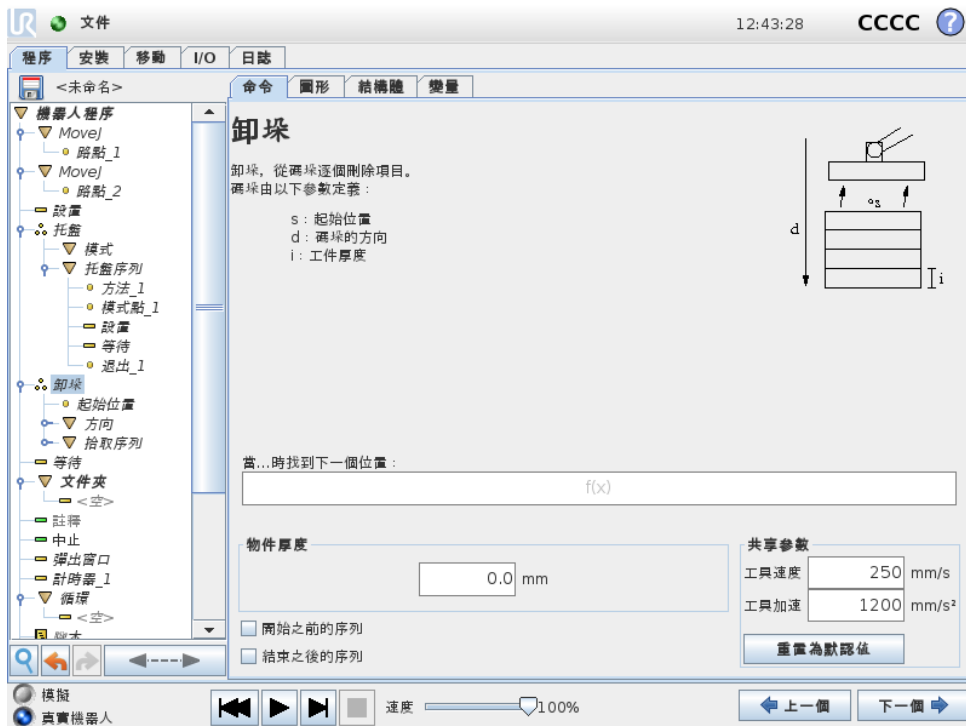 UR 文件 12:43:28 CCCC ?
程序 安裝 移動 I/O 日誌
<未命名>
命令 圖形 結構體 變量
機器人程序
MoveJ
路點_1
MoveJ
路點_2
設置
托盤
模式
托盤序列
方法_1
模式點_1
設置
等待
退出_1
卸垛
起始位置
方向
拾取序列
等待
文件夾
<空>
註釋
中止
彈出窗口
計時器_1
循環
<空>
卸垛
卸垛，從碼垛逐個刪除項目。
碼垛由以下參數定義：
s：起始位置
d：碼垛的方向
i：工件厚度
d
s
i
當...時找到下一個位置：
f(x)
物件厚度
0.0 mm
開始之前的序列
結束之後的序列
共享參數
工具速度 250 mm/s
工具加速 1200 mm/s²
重置為默認值
模擬
真實機器人
速度 100%
上一個 下一個